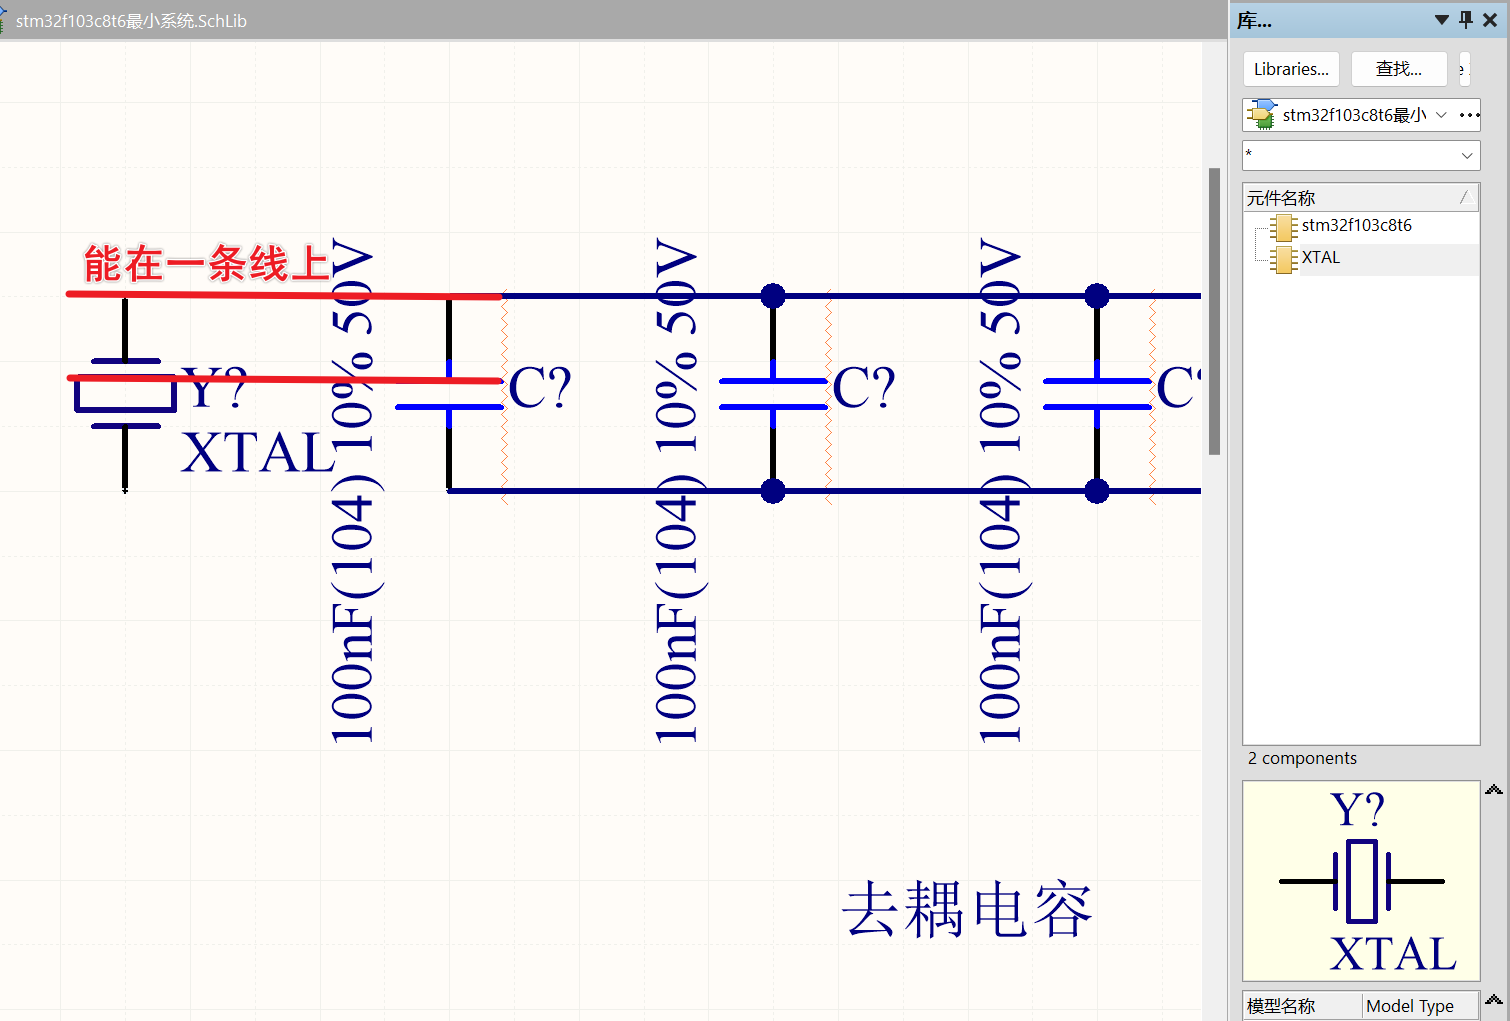 stm32f103c8t6最小系统.SchLib
库...
Libraries...
查找...
stm32f103c8t6最小
*
元件名称
stm32f103c8t6
XTAL
能在一条线上
Y?
XTAL
100nF(104) 10% 50V
C?
100nF(104) 10% 50V
C?
100nF(104) 10% 50V
C?
去耦电容
2 components
Y?
XTAL
模型名称
Model Type